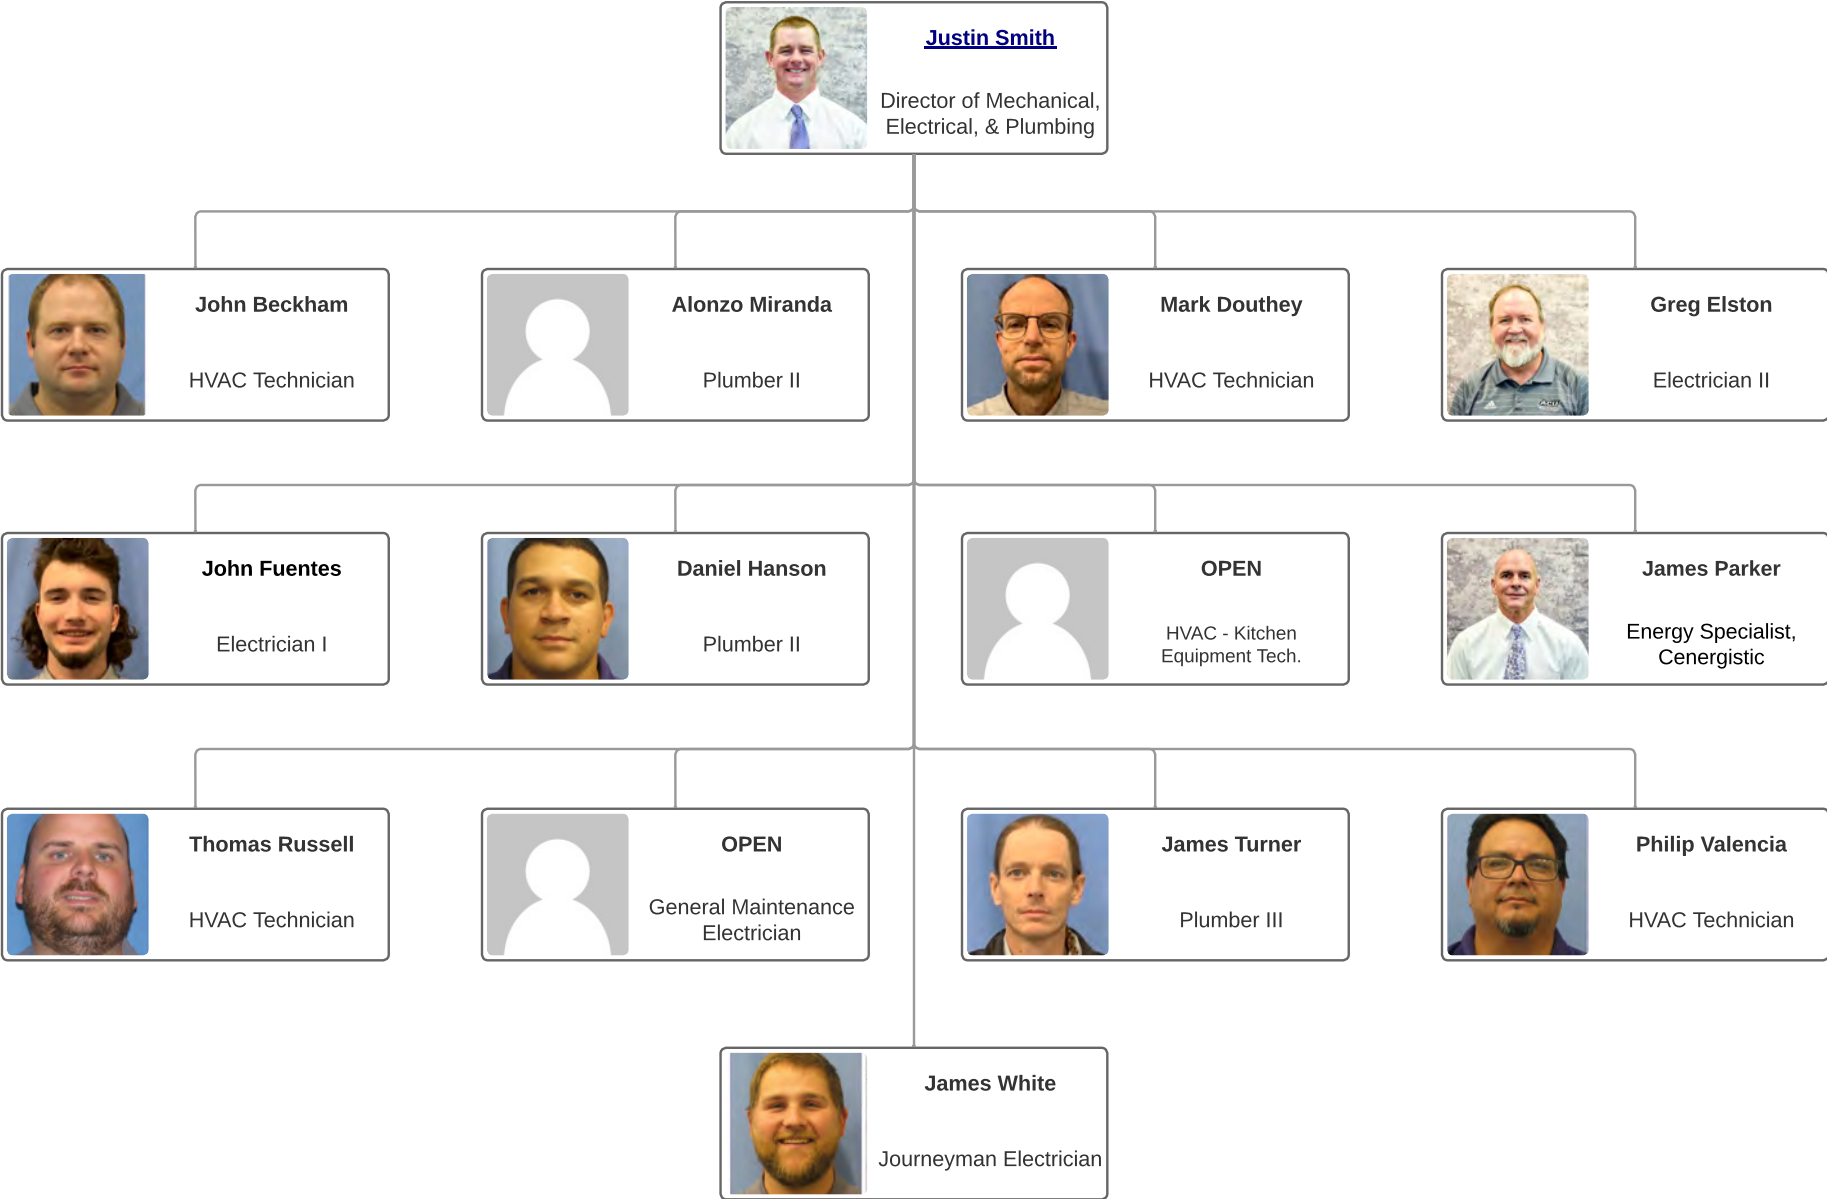 Justin Smith
Director of Mechanical,
Electrical, & Plumbing
John Beckham
HVAC Technician
Alonzo Miranda
Plumber II
Mark Douthey
HVAC Technician
Greg Elston
Electrician II
John Fuentes
Electrician I
Daniel Hanson
Plumber II
OPEN
HVAC - Kitchen
Equipment Tech.
James Parker
Energy Specialist,
Cenergistic
Thomas Russell
HVAC Technician
OPEN
General Maintenance
Electrician
James Turner
Plumber III
Philip Valencia
HVAC Technician
James White
Journeyman Electrician